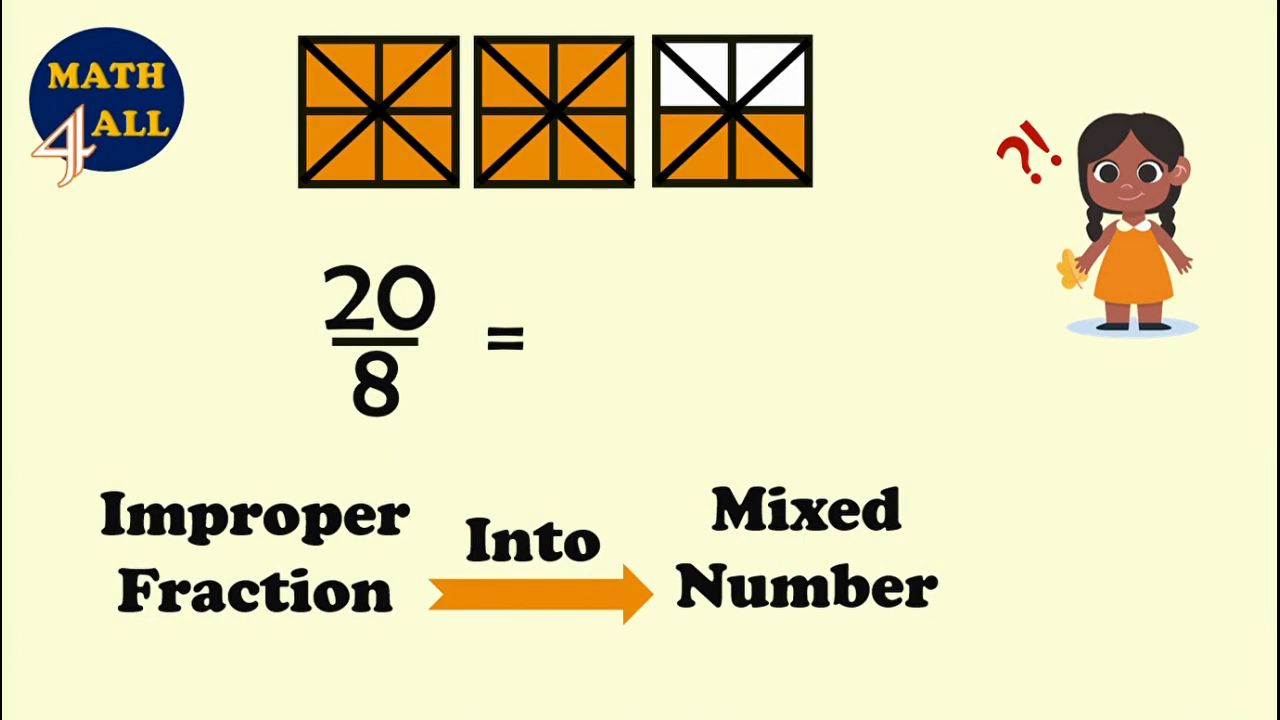 MATH
4 ALL
?!
20
8
=
Improper
Fraction
Into
Mixed
Number